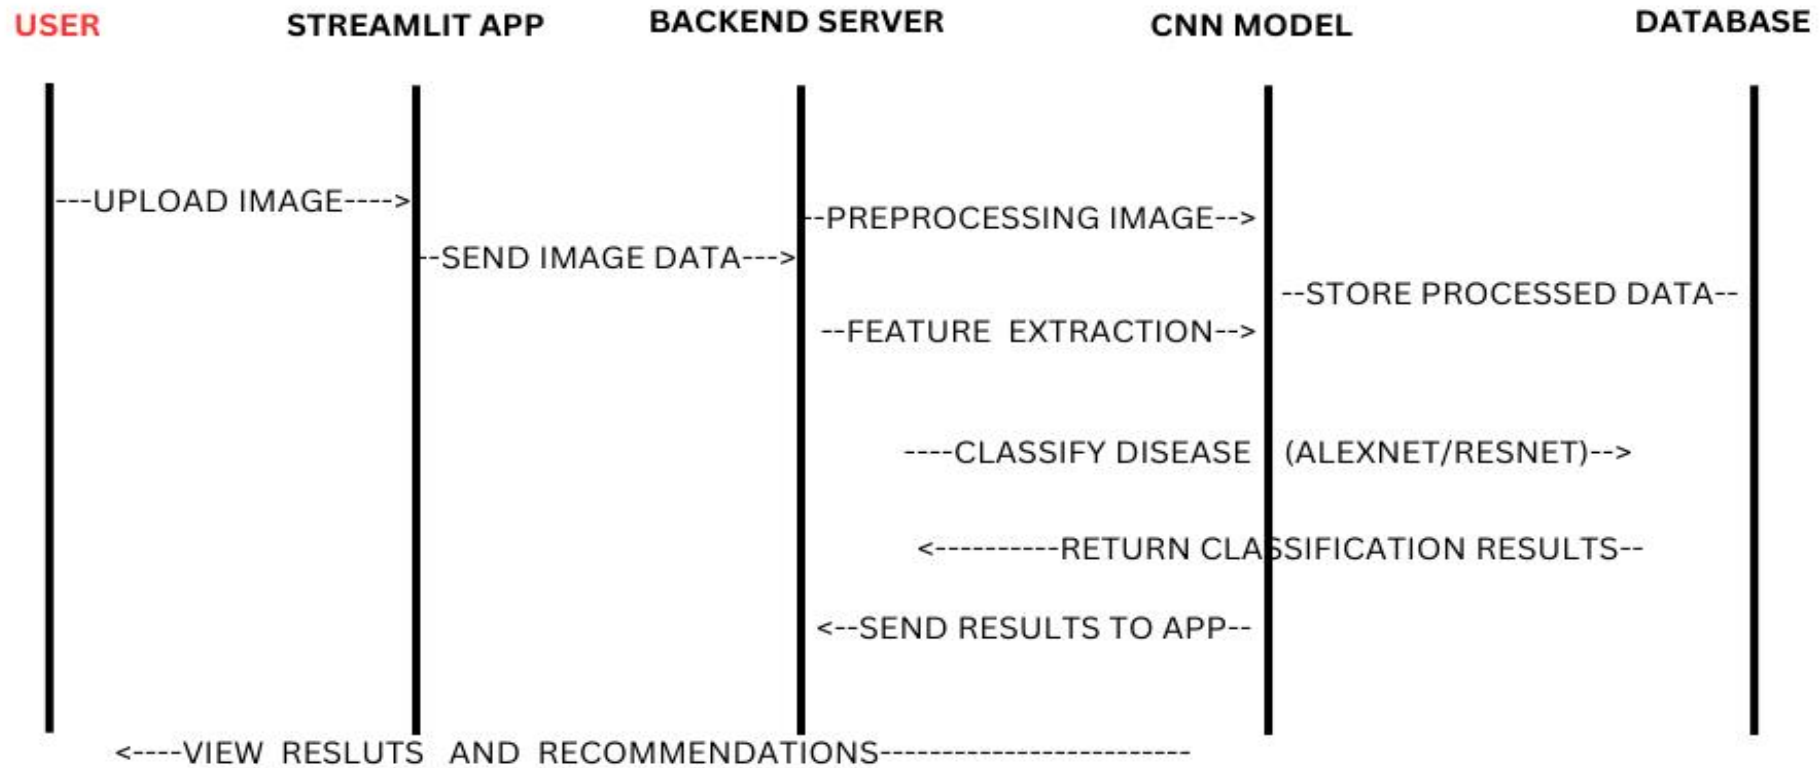 USER
STREAMLIT APP
BACKEND SERVER
CNN MODEL
DATABASE
---UPLOAD IMAGE---->
--PREPROCESSING IMAGE-->
--SEND IMAGE DATA--->
--STORE PROCESSED DATA--
--FEATURE EXTRACTION-->
----CLASSIFY DISEASE (ALEXNET/RESNET)-->
<----------RETURN CLASSIFICATION RESULTS--
<--SEND RESULTS TO APP--
<----VIEW RESLUTS AND RECOMMENDATIONS-------------------------